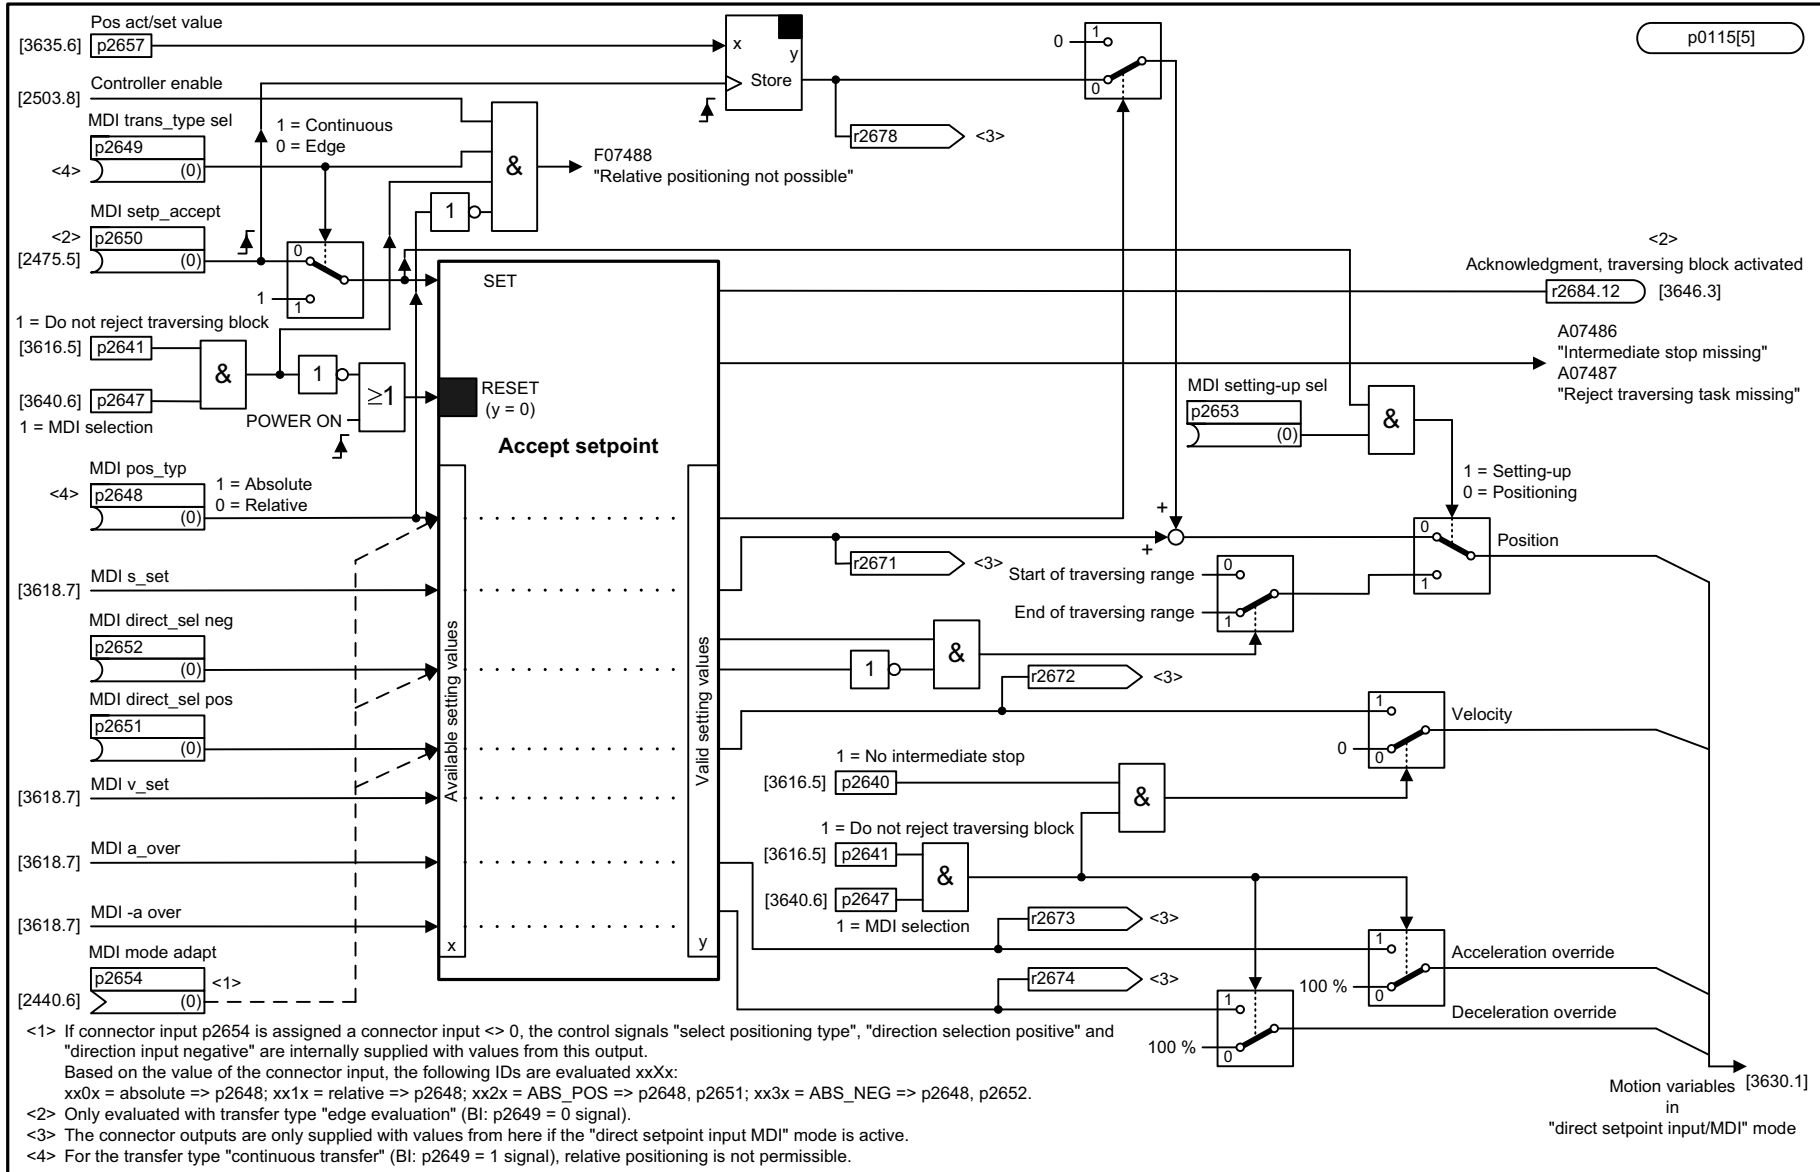 Pos act/set value
[3635.6] p2657
x
y
Store
1
0
0
p0115[5]
Controller enable
[2503.8]
MDI trans_type sel
p2649
<4> (0)
1 = Continuous
0 = Edge
&
F07488
"Relative positioning not possible"
r2678 <3>
1
MDI setp_accept
<2> p2650
[2475.5] (0)
0
1
1
SET
<2>
Acknowledgment, traversing block activated
r2684.12 [3646.3]
1 = Do not reject traversing block
[3616.5] p2641
&
1
≥1
[3640.6] p2647
1 = MDI selection
POWER ON
RESET
(y = 0)
Accept setpoint
A07486
"Intermediate stop missing"
A07487
"Reject traversing task missing"
MDI setting-up sel
p2653
(0)
&
1 = Setting-up
0 = Positioning
MDI pos_typ
<4> p2648
(0)
1 = Absolute
0 = Relative
+
+
0
1
Position
r2671 <3>
[3618.7] MDI s_set
Start of traversing range
0
End of traversing range
1
MDI direct_sel neg
p2652
(0)
Available setting values
Valid setting values
1
&
r2672 <3>
MDI direct_sel pos
p2651
(0)
1
0
0
Velocity
[3618.7] MDI v_set
1 = No intermediate stop
[3616.5] p2640
&
[3618.7] MDI a_over
1 = Do not reject traversing block
[3616.5] p2641
&
[3640.6] p2647
1 = MDI selection
[3618.7] MDI -a over
x
y
r2673 <3>
1
100 %
0
Acceleration override
MDI mode adapt
p2654 <1>
[2440.6] (0)
r2674 <3>
1
100 %
0
Deceleration override
<1> If connector input p2654 is assigned a connector input <> 0, the control signals "select positioning type", "direction selection positive" and
"direction input negative" are internally supplied with values from this output.
Based on the value of the connector input, the following IDs are evaluated xxXx:
xx0x = absolute => p2648; xx1x = relative => p2648; xx2x = ABS_POS => p2648, p2651; xx3x = ABS_NEG => p2648, p2652.
<2> Only evaluated with transfer type "edge evaluation" (BI: p2649 = 0 signal).
<3> The connector outputs are only supplied with values from here if the "direct setpoint input MDI" mode is active.
<4> For the transfer type "continuous transfer" (BI: p2649 = 1 signal), relative positioning is not permissible.
Motion variables [3630.1]
in
"direct setpoint input/MDI" mode